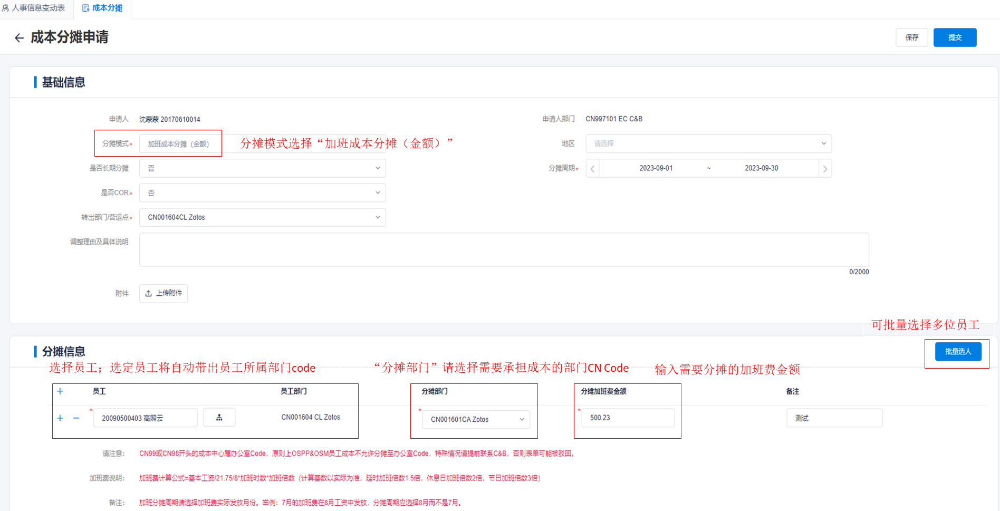 人事信息变动表
成本分摊
成本分摊申请
保存
提交
基础信息
申请人
沈蒙蒙 20170610014
申请人部门
CN997101 EC C&B
分摊模式*
加班成本分摊（金额）
分摊模式选择“加班成本分摊（金额）”
地区
请选择
是否长期分摊
否
分摊周期*
2023-09-01
~
2023-09-30
是否COR*
否
转出部门/营运点*
CN001604CL Zotos
调整理由及具体说明
0/2000
附件
上传附件
可批量选择多位员工
分摊信息
批量选人
选择员工；选定员工将自动带出员工所属部门code
“分摊部门”请选择需要承担成本的部门CN Code
输入需要分摊的加班费金额
员工
员工部门
分摊部门
分摊加班费金额
备注
* 20090500403 高照云
CN001604 CL Zotos
* CN001601CA Zotos
* 500.23
测试
请注意：
CN99或CN98开头的成本中心属办公室Code，原则上OSPP&OSM员工成本不允许分摊至办公室Code，特殊情况请提前联系C&B，否则表单可能被驳回。
加班费说明：
加班费计算公式=基本工资/21.75/8*加班时数*加班倍数（计算基数以实际为准，延时加班倍数1.5倍，休息日加班倍数2倍，节日加班倍数3倍）
备注：
加班分摊周期请选择加班费实际发放月份。举例：7月的加班费在8月工资中发放，分摊周期应选择8月而不是7月。